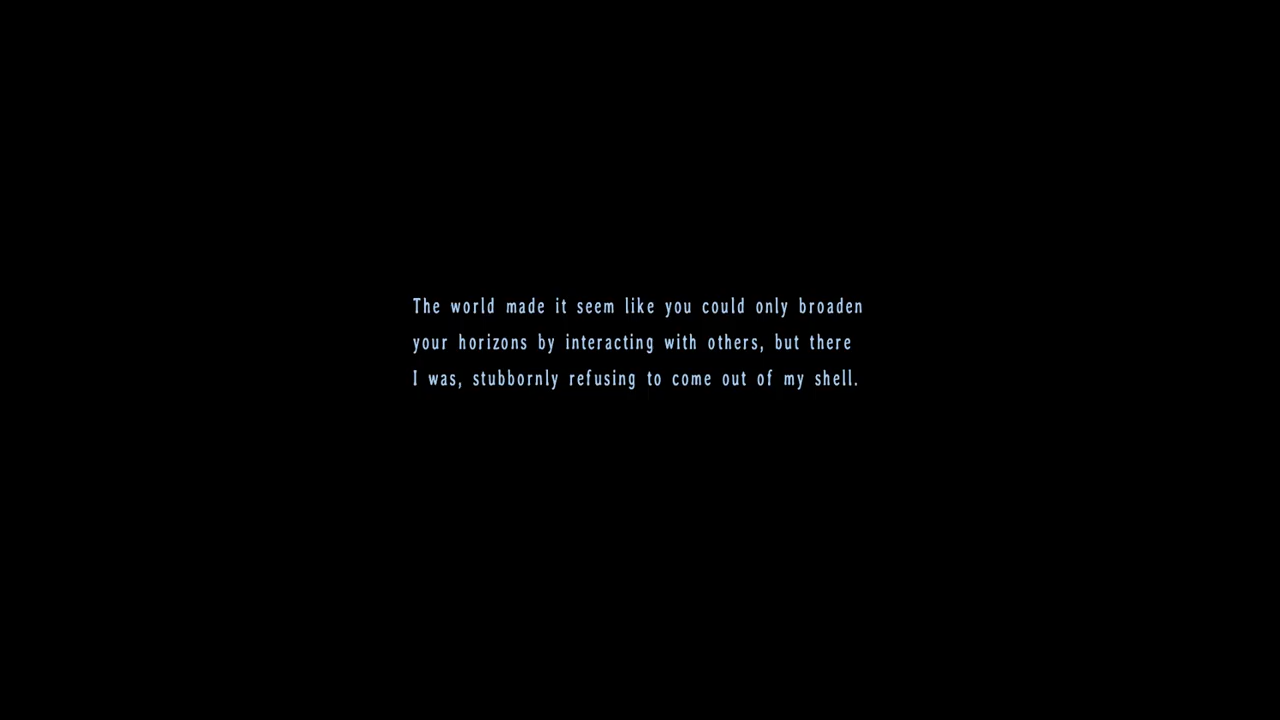 The world made it seem like you could only broaden
your horizons by interacting with others, but there
I was, stubbornly refusing to come out of my shell.